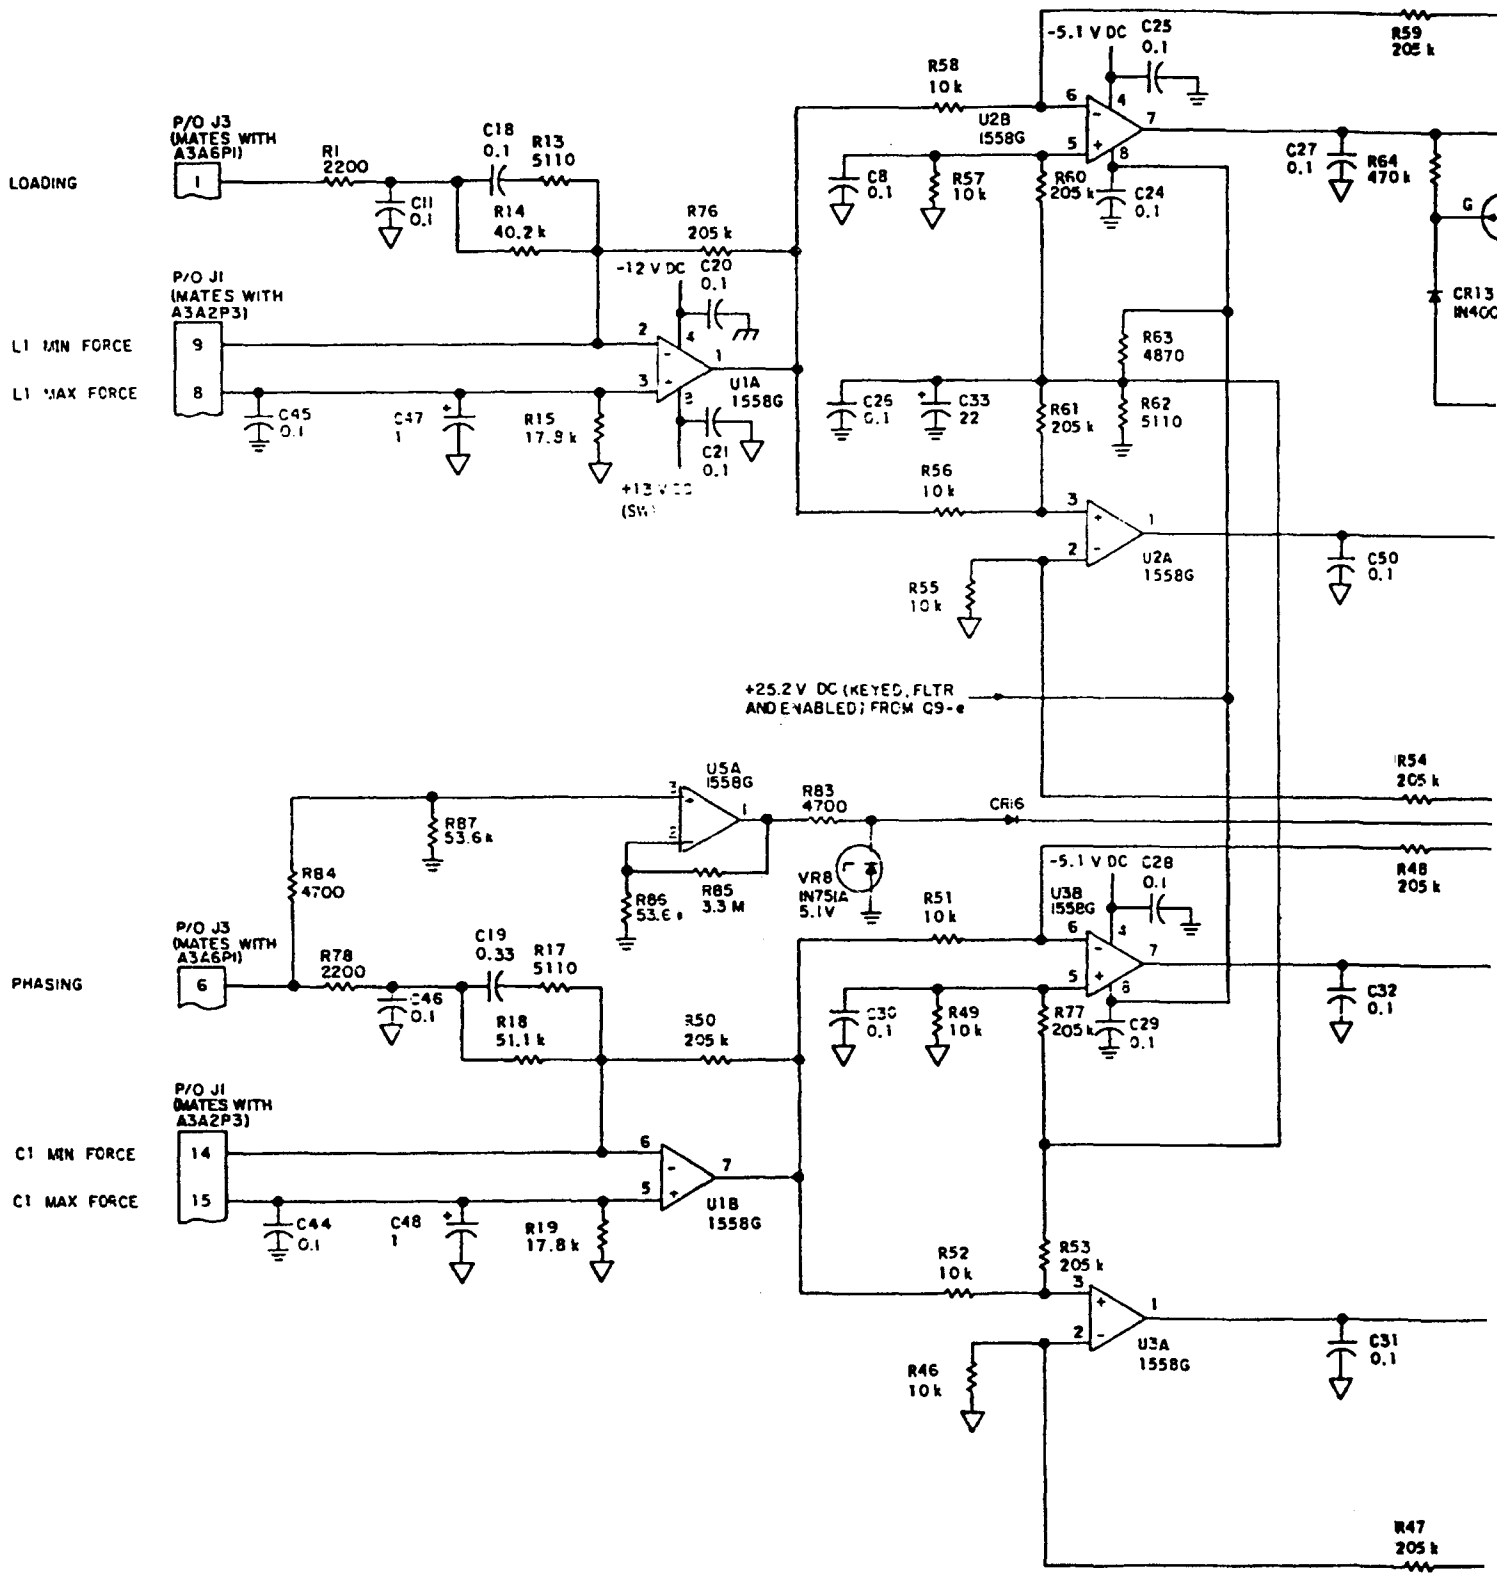 R59
205 k
-5.1 V DC
C25
0.1
R58
10 k
6
4
7
U2B
1558G
5
8
P/O J3
(MATES WITH
A3A6P1)
LOADING
1
R1
2200
C18
0.1
R13
5110
C11
0.1
R14
40.2 k
R76
205 k
C8
0.1
R57
10 k
R60
205 k
C24
0.1
C27
0.1
R64
470 k
G
CR13
-12 V DC
C20
0.1
P/O J1
(MATES WITH
A3A2P3)
L1 MIN FORCE
9
2
4
1
L1 MAX FORCE
8
3
U1A
1558G
C45
0.1
C47
1
R15
C21
0.1
(SW)
R63
4870
C26
0.1
C33
22
R61
205 k
R62
5110
R56
10 k
3
1
2
U2A
1558G
C50
0.1
R55
10 k
+25.2 V DC (KEYED, FLTR
AND ENABLED) FROM Q9-e
R54
205 k
U5A
1558G
3
1
2
R83
4700
CR16
R87
53.6 k
R84
4700
R86
R85
3.3 M
VR8
1N751A
5.1V
-5.1 V DC
C28
0.1
U3B
1558G
R48
205 k
R51
10 k
6
4
7
5
8
P/O J3
(MATES WITH
A3A6P1)
PHASING
6
R78
2200
C19
0.33
R17
5110
C46
0.1
R18
51.1 k
R50
205 k
C30
0.1
R49
10 k
R77
205 k
C29
0.1
C32
0.1
P/O J1
(MATES WITH
A3A2P3)
C1 MIN FORCE
14
6
7
C1 MAX FORCE
15
5
U1B
1558G
C44
0.1
C48
1
R19
17.8 k
R52
10 k
R53
205 k
3
1
2
U3A
1558G
C31
0.1
R46
10 k
R47
205 k